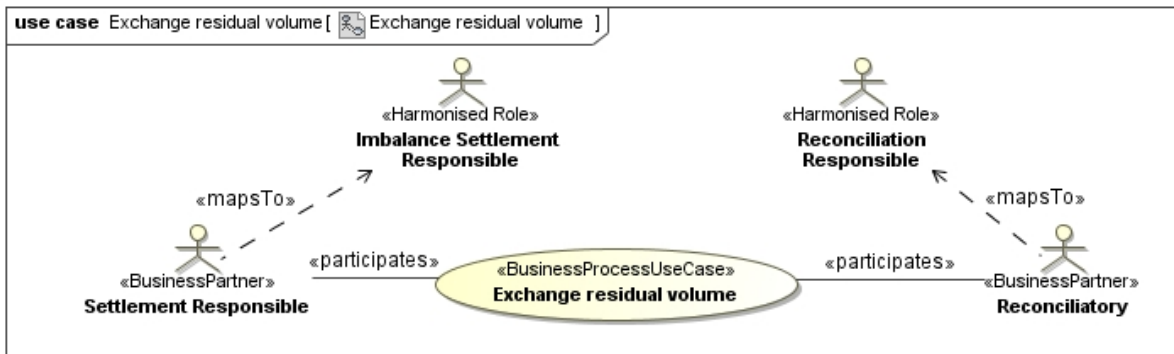 use case Exchange residual volume [ Exchange residual volume ]
«Harmonised Role»
Imbalance Settlement
Responsible
«Harmonised Role»
Reconciliation
Responsible
«mapsTo»
«mapsTo»
«BusinessPartner»
Settlement Responsible
«participates»
«BusinessProcessUseCase»
Exchange residual volume
«participates»
«BusinessPartner»
Reconciliatory